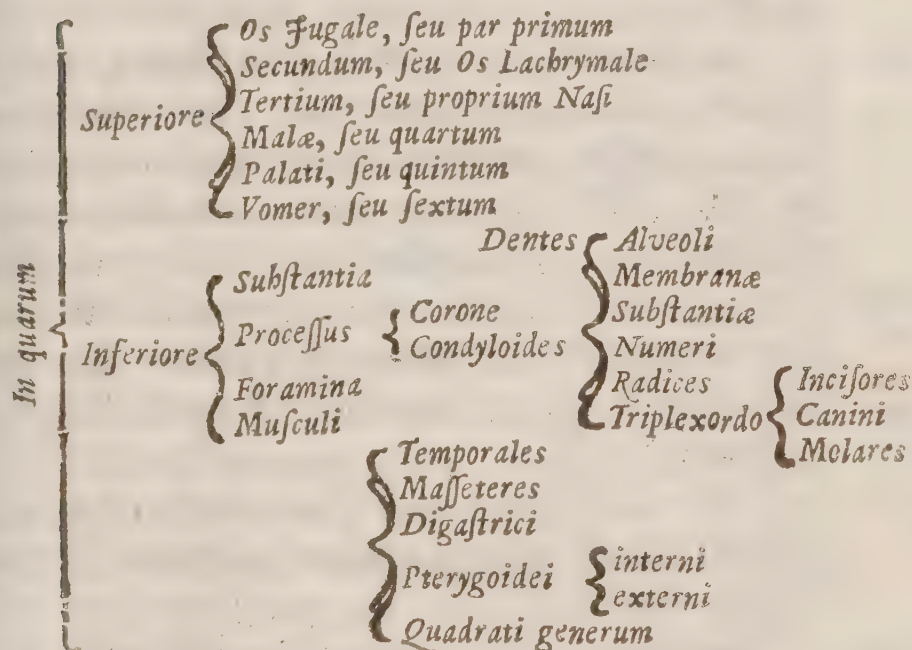 In quarum
Superiore
Os Jugale, ſeu par primum
Secundum, ſeu Os Lachrymale
Tertium, ſeu proprium Naſi
Malæ, ſeu quartum
Palati, ſeu quintum
Vomer, ſeu ſextum
Inferiore
Subſtantia
Proceſſus
Corone
Condyloides
Foramina
Muſculi
Dentes
Alveoli
Membranæ
Subſtantiæ
Numeri
Radices
Triplexordo
Inciſores
Canini
Molares
Temporales
Maſſeteres
Digaſtrici
Pterygoidei
interni
externi
Quadrati generum